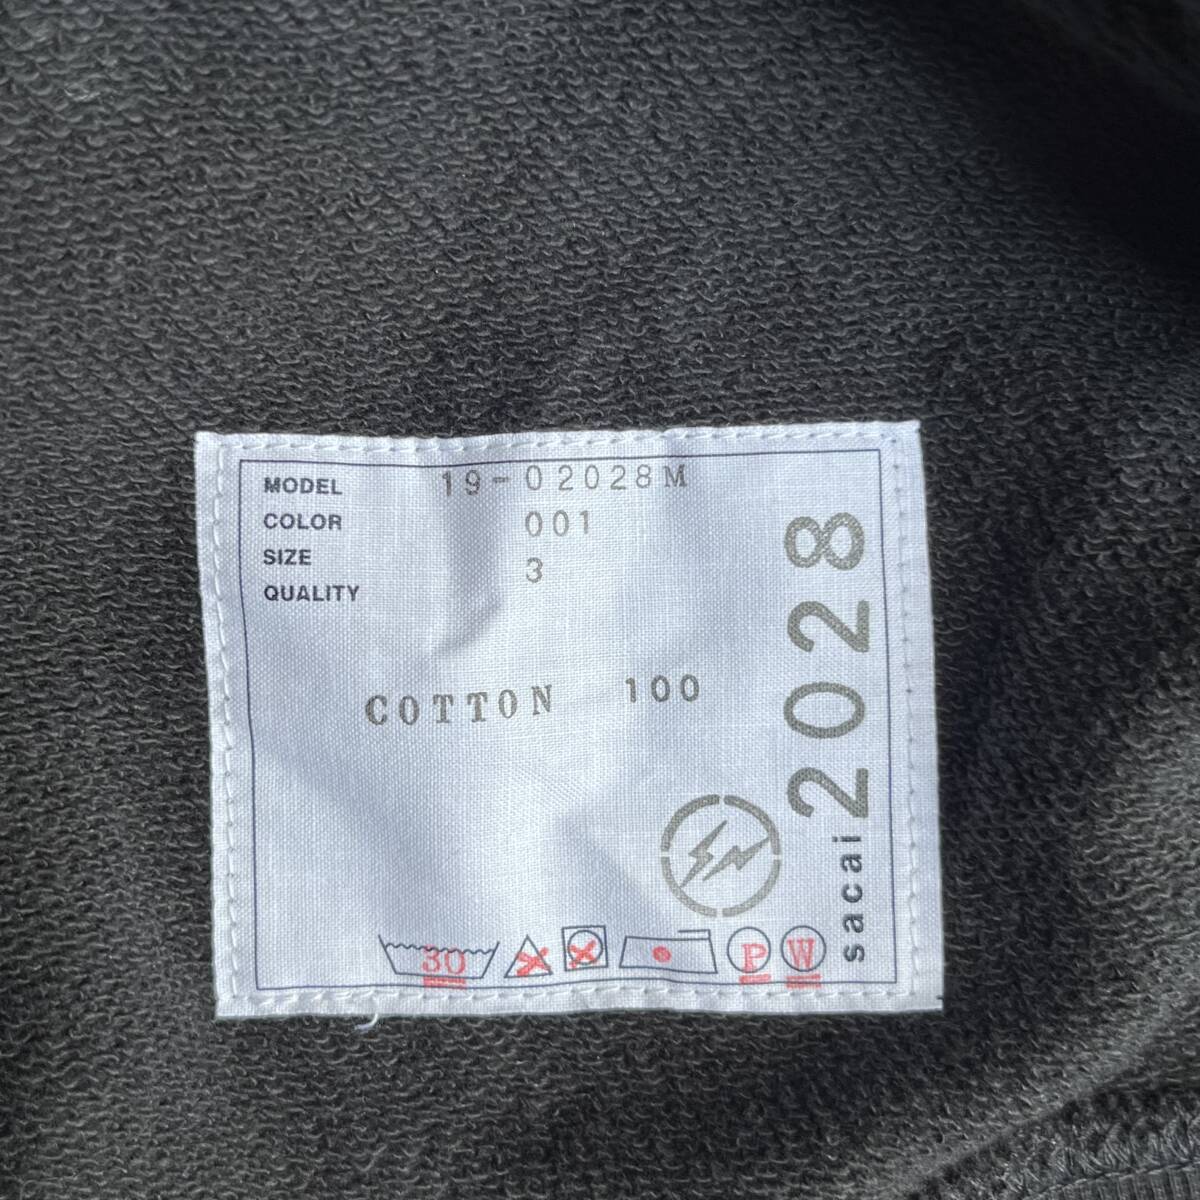 MODEL 19-02028M
COLOR 001
SIZE 3
QUALITY
COTTON 100
sacai 2028
30 P W